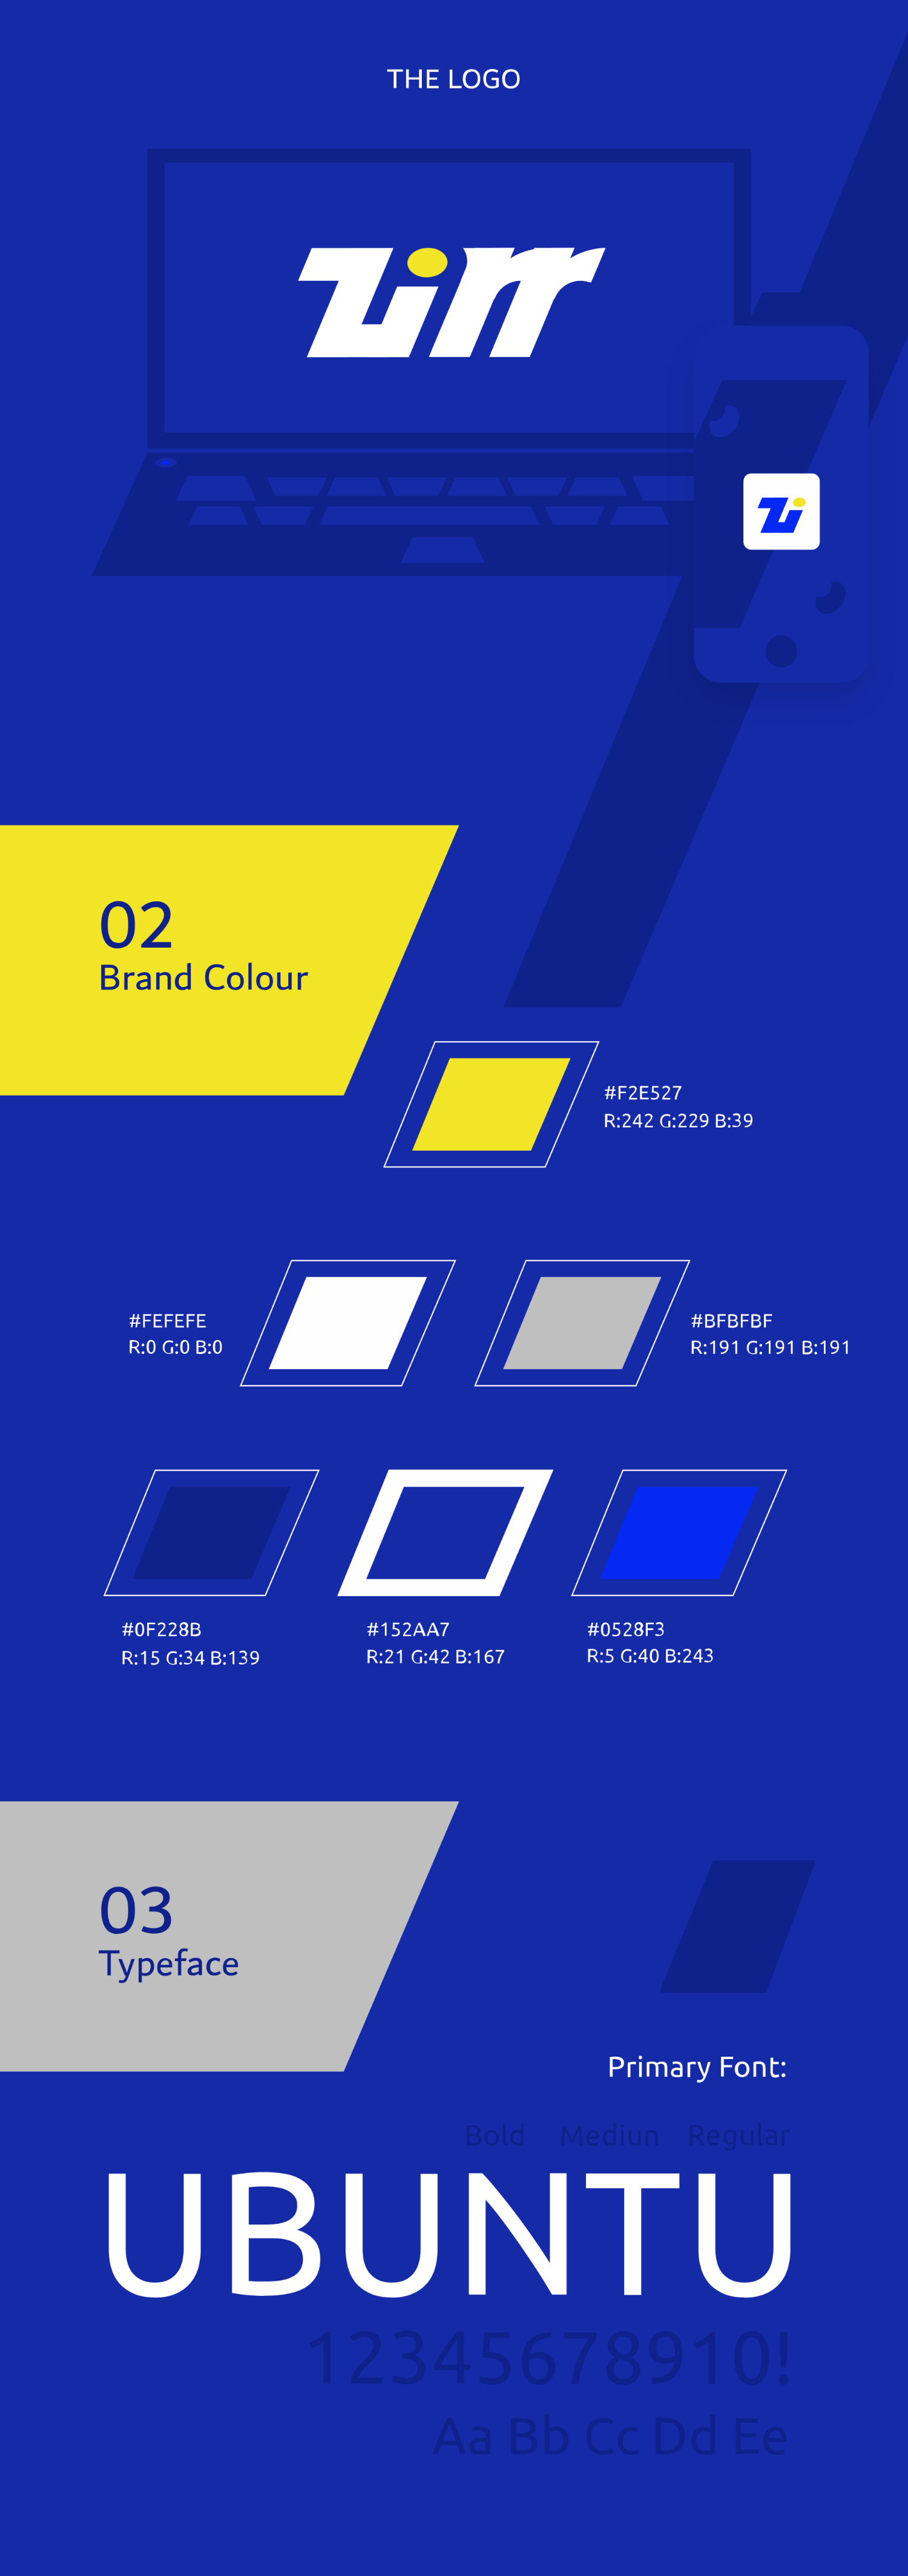 THE LOGO
zirr
zi
02
Brand Colour
#F2E527
R:242 G:229 B:39
#FEFEFE
R:0 G:0 B:0
#BFBFBF
R:191 G:191 B:191
#0F228B
R:15 G:34 B:139
#152AA7
R:21 G:42 B:167
#0528F3
R:5 G:40 B:243
03
Typeface
Primary Font:
Bold Mediun Regular
UBUNTU
12345678910!
Aa Bb Cc Dd Ee